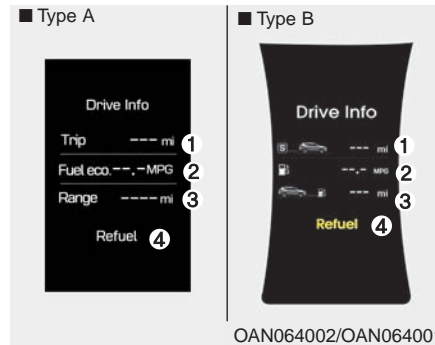 ■ Type A
Drive Info
Trip --- mi ①
Fuel eco. --.-MPG ②
Range ---- mi ③
Refuel ④
■ Type B
Drive Info
S --- mi ①
--.- MPG ②
--- mi ③
Refuel ④
OAN064002/OAN06400